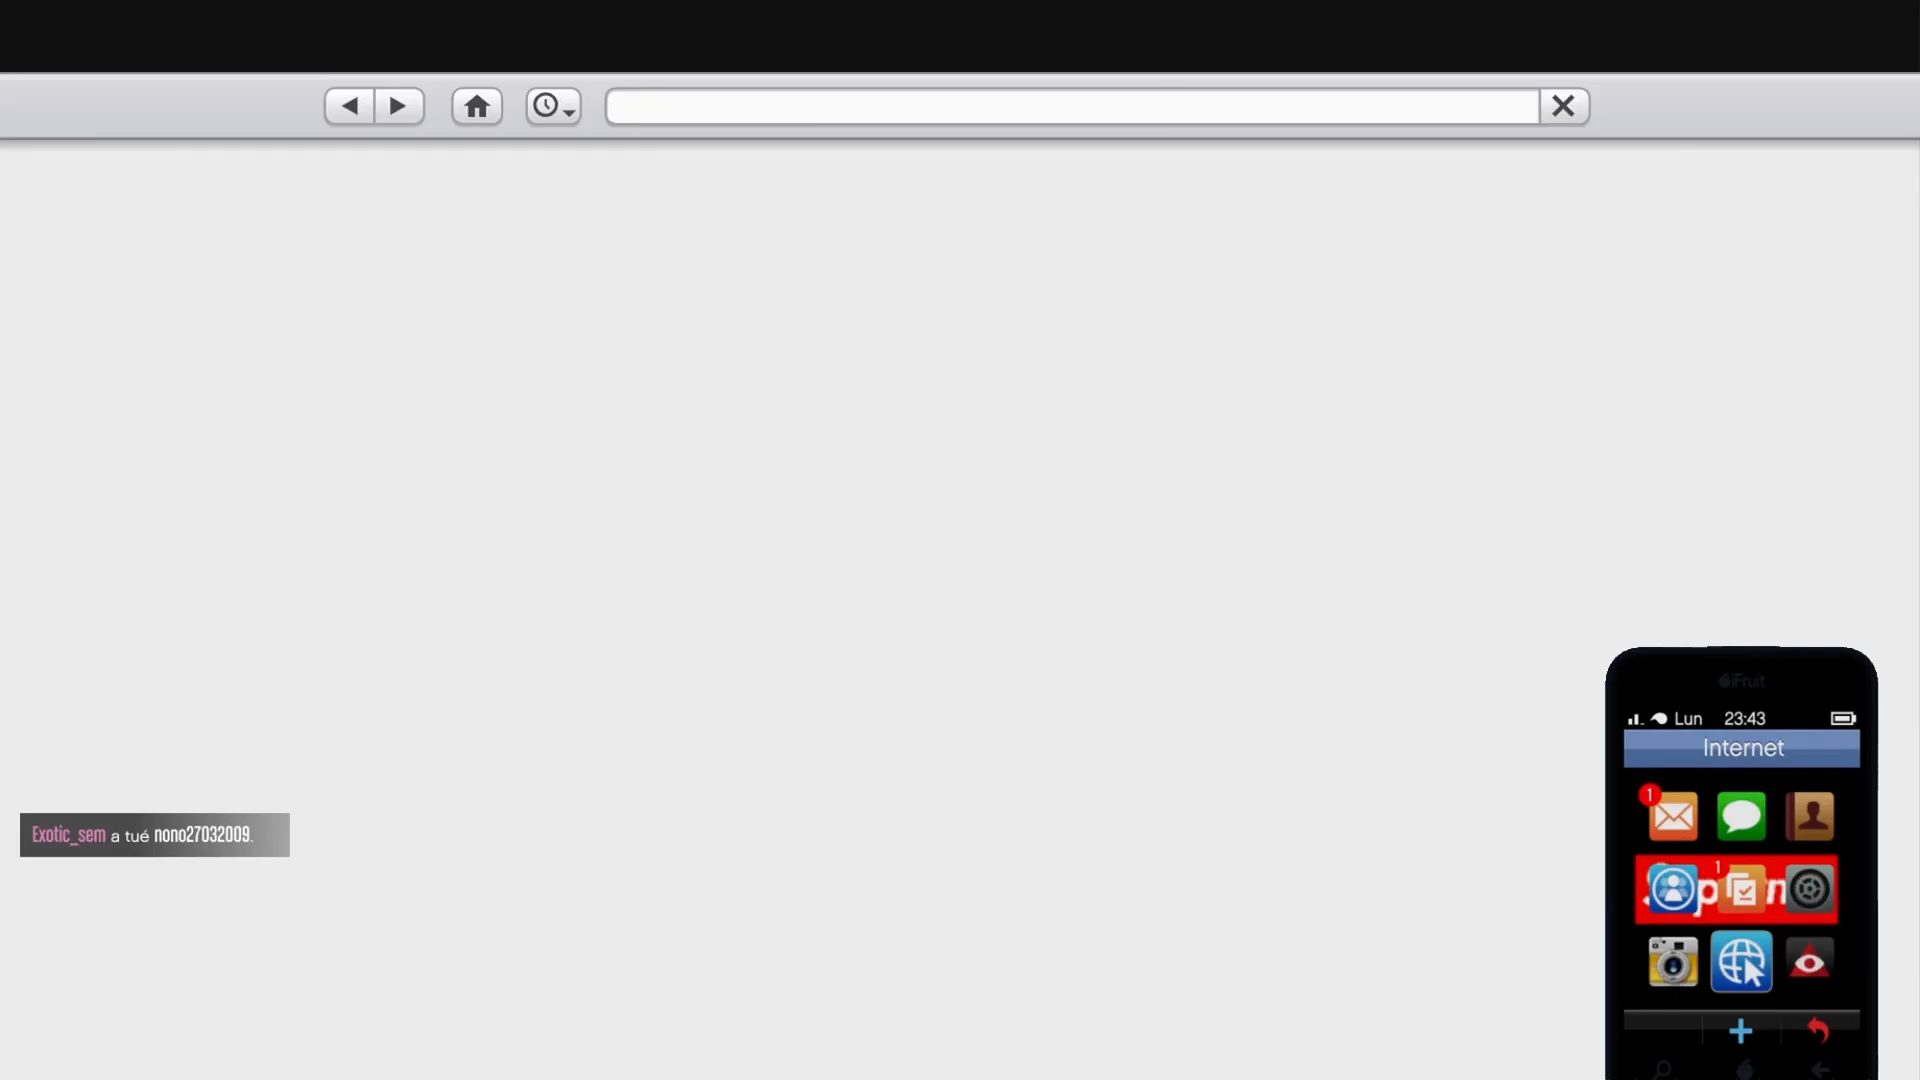 iFruit
Lun 23:43
Internet
1
1
Exotic_sem a tué nono27032009.